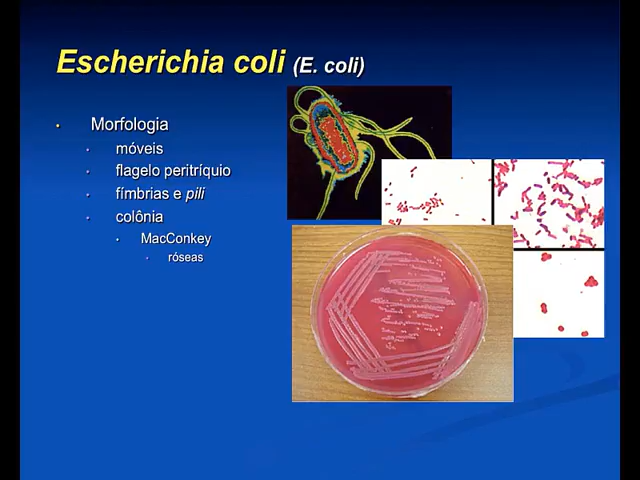 Escherichia coli (E. coli)
Morfologia
móveis
flagelo peritríquio
fímbrias e pili
colônia
MacConkey
róseas